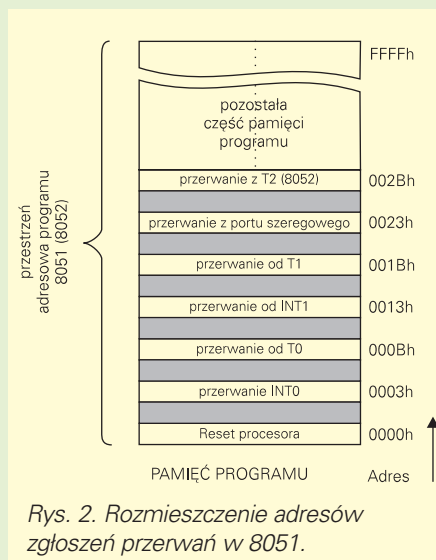 FFFFh
pozostała
część pamięci
programu
przerwanie z T2 (8052) 002Bh
przerwanie z portu szeregowego 0023h
przerwanie od T1 001Bh
przerwanie od INT1 0013h
przerwanie od T0 000Bh
przerwanie INT0 0003h
Reset procesora 0000h
przestrzeń
adresowa programu
8051 (8052)
PAMIĘĆ PROGRAMU Adres
Rys. 2. Rozmieszczenie adresów
zgłoszeń przerwań w 8051.